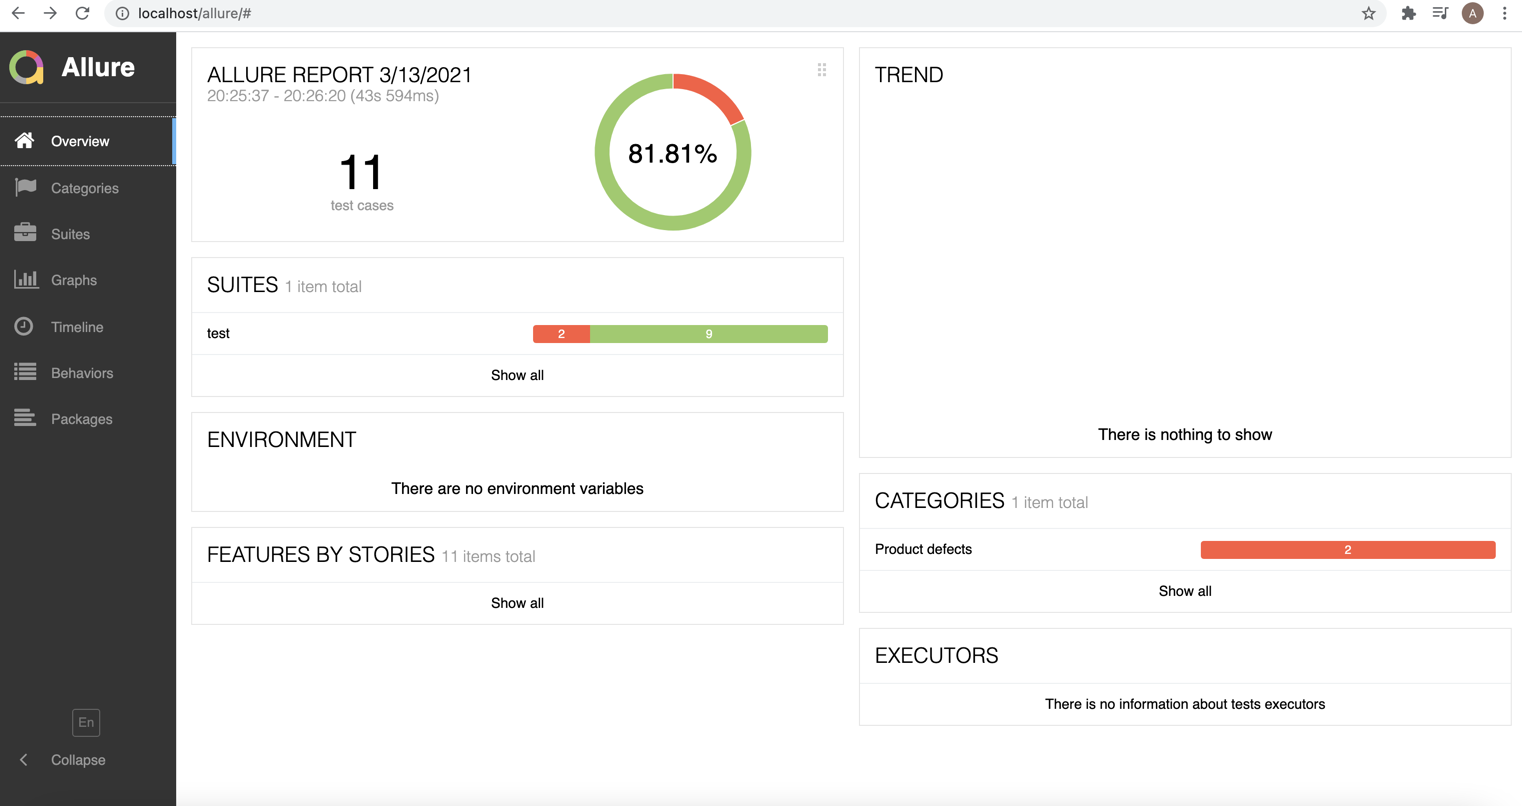 localhost/allure/#
A
Allure
Overview
Categories
Suites
Graphs
Timeline
Behaviors
Packages
En
Collapse
ALLURE REPORT 3/13/2021
20:25:37 - 20:26:20 (43s 594ms)
11
test cases
81.81%
SUITES 1 item total
test 2 9
Show all
ENVIRONMENT
There are no environment variables
FEATURES BY STORIES 11 items total
Show all
TREND
There is nothing to show
CATEGORIES 1 item total
Product defects 2
Show all
EXECUTORS
There is no information about tests executors